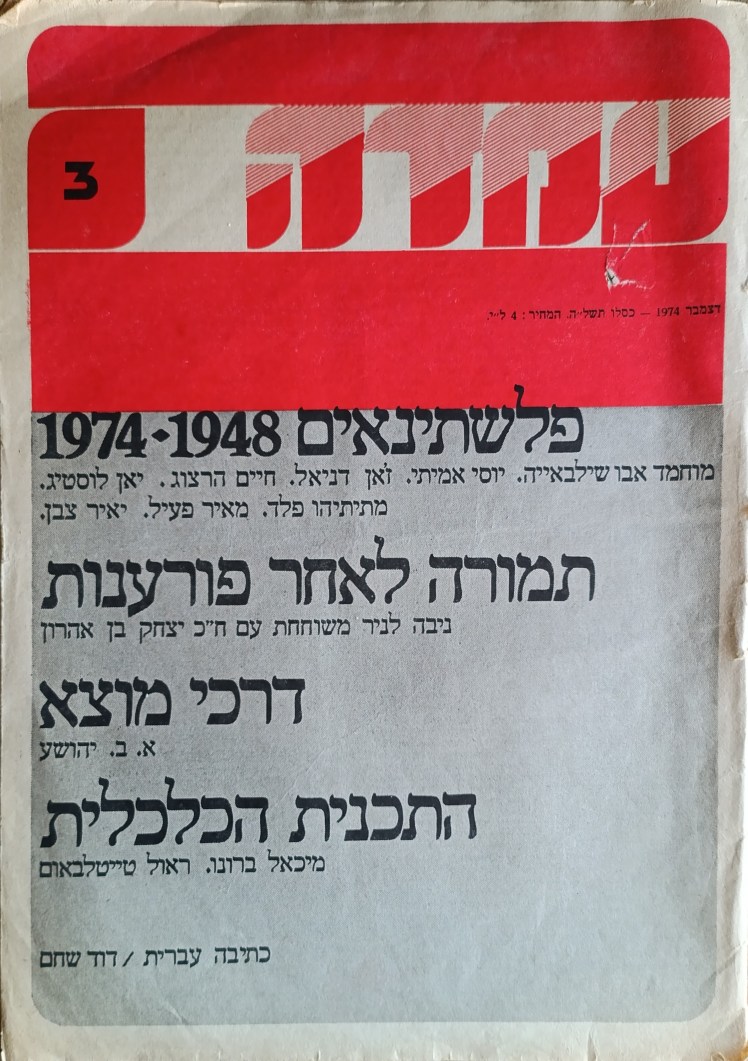 עמדה
3
דצמבר 1974 — כסלו תשל״ה. המחיר: 4 ל״י.
פלשתינאים 1948•1974
מוחמד אבו שילבאייה. יוסי אמיתי. ז'אן דניאל. חיים הרצוג. יאן לוסטיג.
מתיתיהו פלד. מאיר פעיל. יאיר צבן.
תמורה לאחר פורענות
ניבה לניר משוחחת עם ח״כ יצחק בן אהרון
דרכי מוצא
א. ב. יהושע
התכנית הכלכלית
מיכאל ברונו. ראול טייטלבאום
כתיבה עברית / דוד שחם